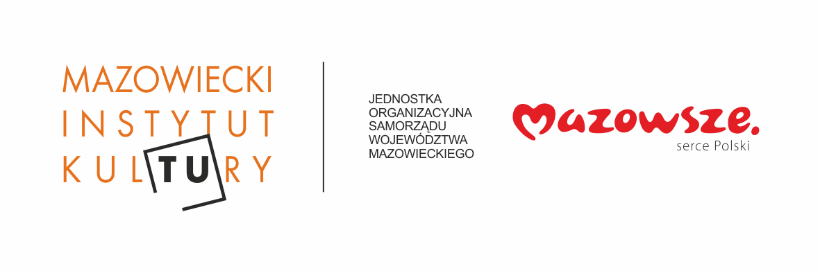 MAZOWIECKI
INSTYTUT
KULTURY
JEDNOSTKA
ORGANIZACYJNA
SAMORZĄDU
WOJEWÓDZTWA
MAZOWIECKIEGO
mazowsze.
serce Polski